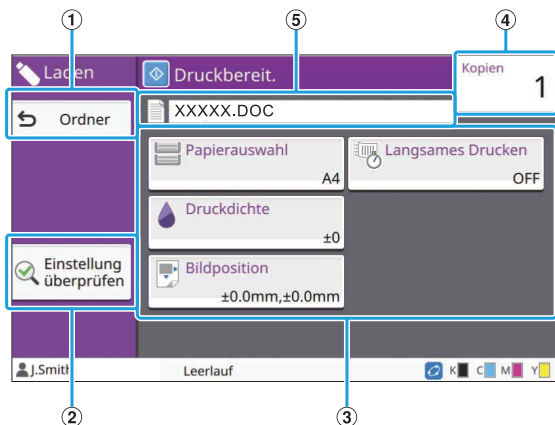 ① ⑤ ④
Laden
Druckbereit.
Kopien
1
Ordner
XXXXX.DOC
Papierauswahl
A4
Langsames Drucken
OFF
Druckdichte
±0
Einstellung
überprüfen
Bildposition
±0.0mm,±0.0mm
J.Smith
Leerlauf
K C M Y
② ③